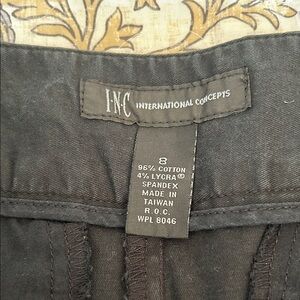 I·N·C INTERNATIONAL CONCEPTS
8
96% COTTON
4% LYCRA®
SPANDEX
MADE IN
TAIWAN
R.O.C.
WPL 8046